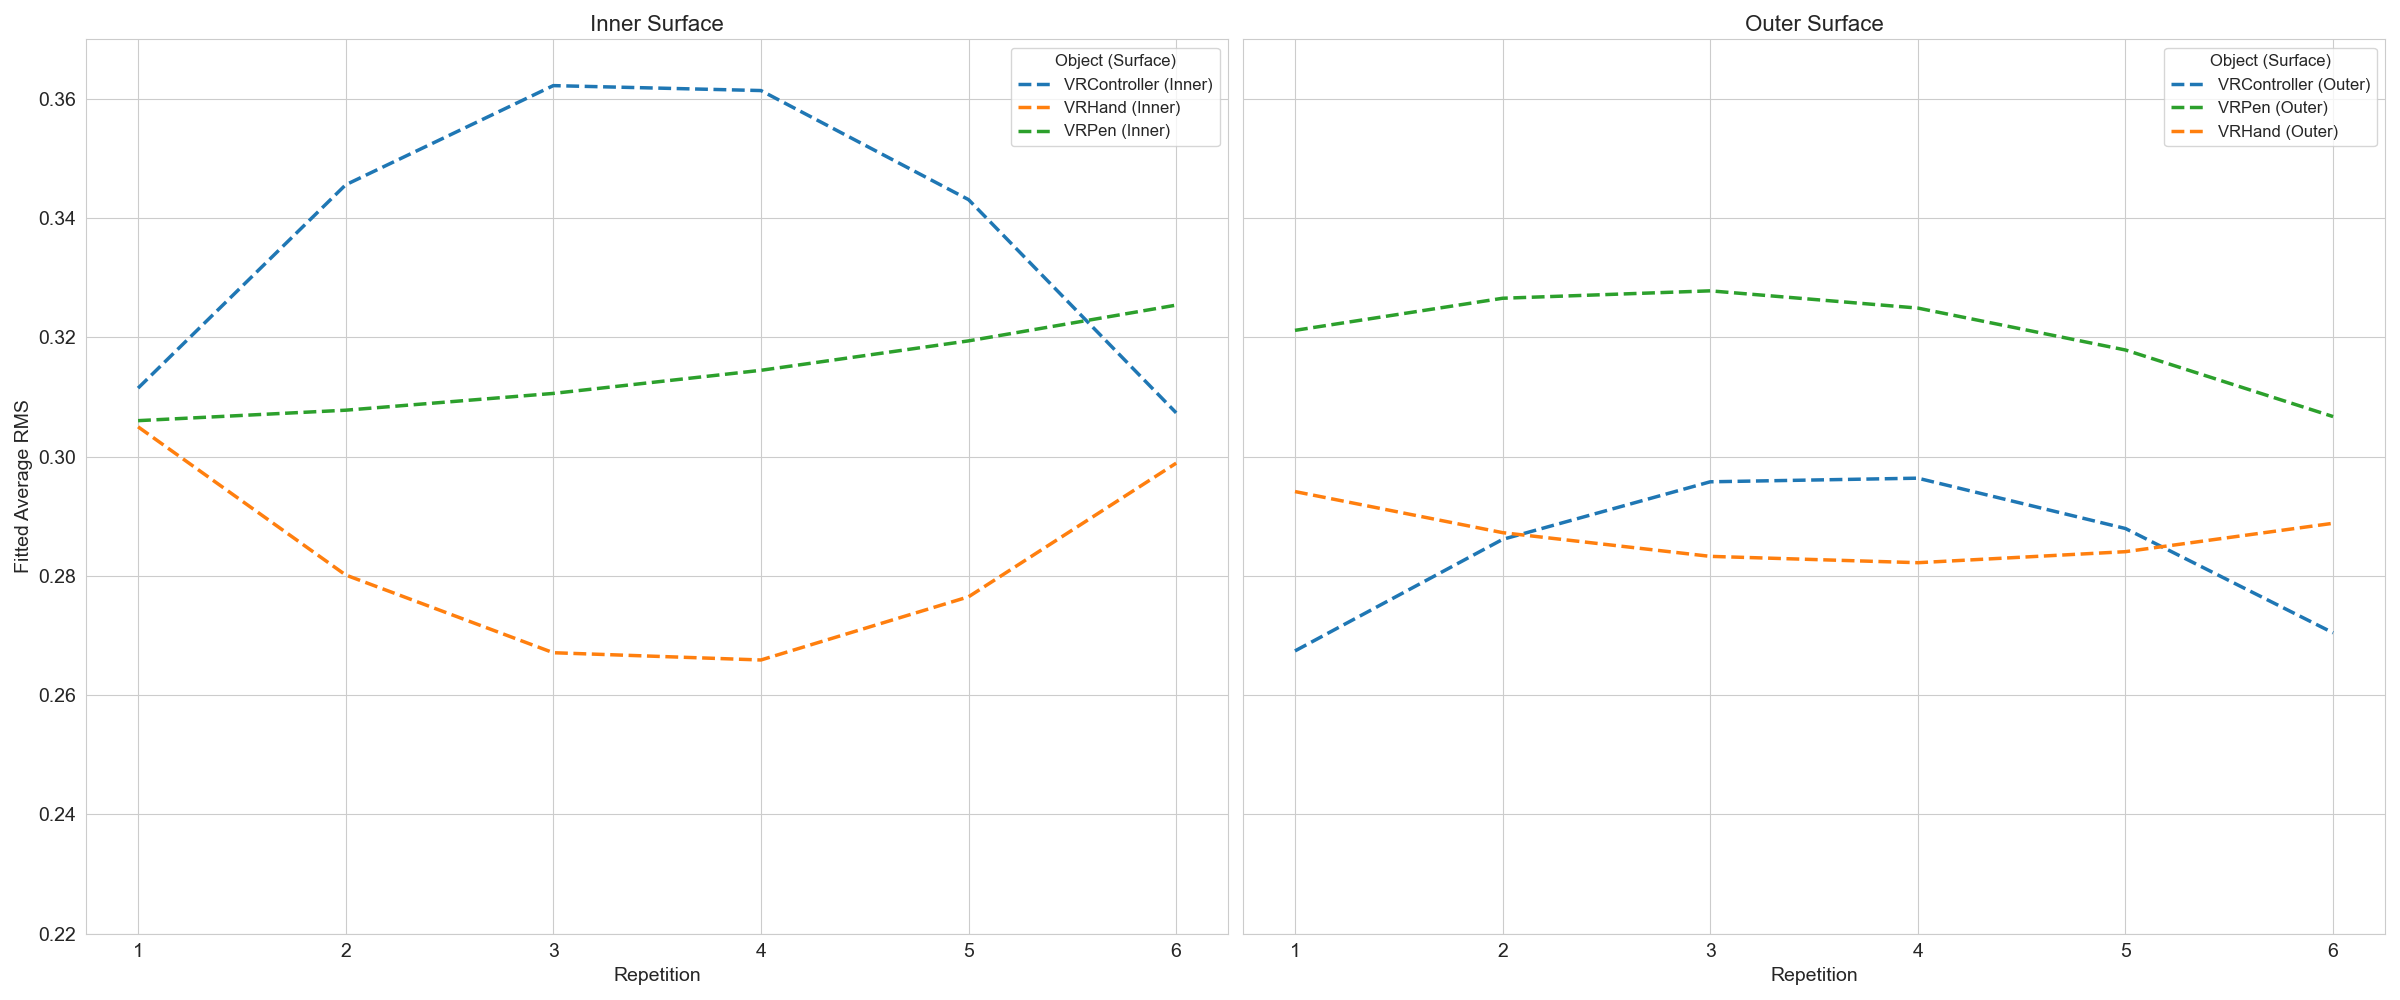 Inner Surface
Outer Surface
Fitted Average RMS
0.36
0.34
0.32
0.30
0.28
0.26
0.24
0.22
Object (Surface)
VRController (Inner)
VRHand (Inner)
VRPen (Inner)
1 2 3 4 5 6
Repetition
Object (Surface)
VRController (Outer)
VRPen (Outer)
VRHand (Outer)
1 2 3 4 5 6
Repetition